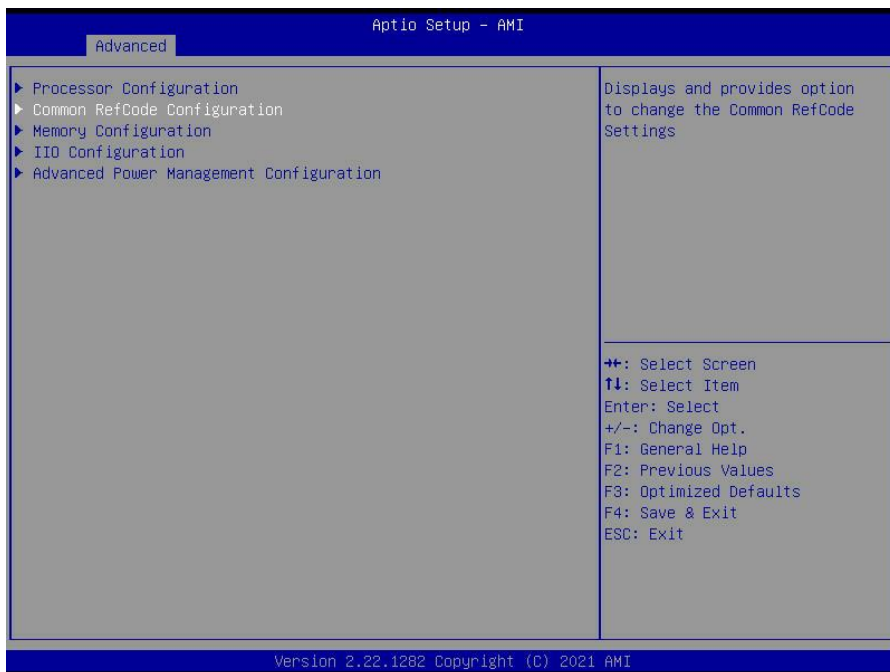 Aptio Setup - AMI
Advanced
Processor Configuration
Common RefCode Configuration
Memory Configuration
IIO Configuration
Advanced Power Management Configuration
Displays and provides option
to change the Common RefCode
Settings
→←: Select Screen
↑↓: Select Item
Enter: Select
+/-: Change Opt.
F1: General Help
F2: Previous Values
F3: Optimized Defaults
F4: Save & Exit
ESC: Exit
Version 2.22.1282 Copyright (C) 2021 AMI